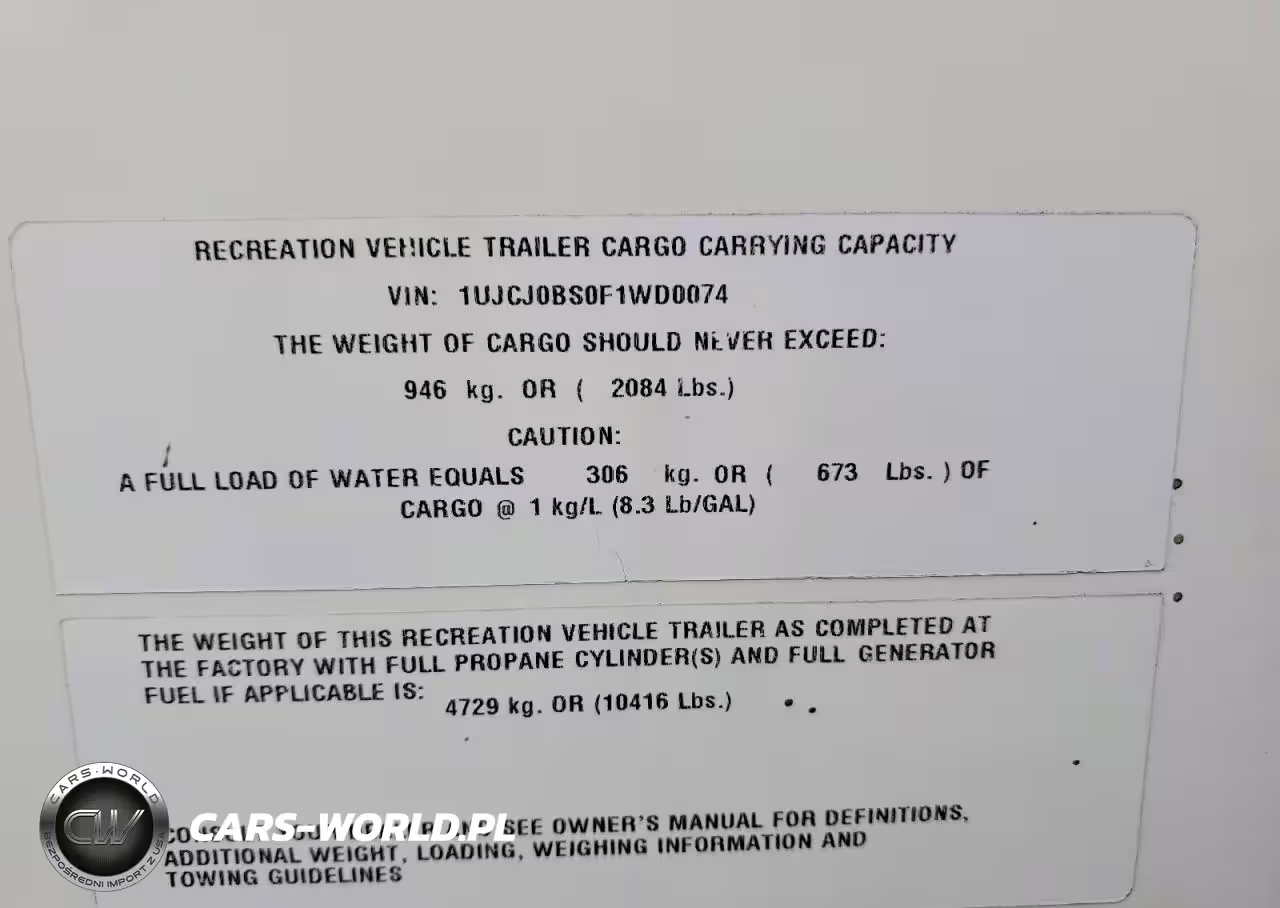 RECREATION VEHICLE TRAILER CARGO CARRYING CAPACITY
VIN: 1UJCJ0BS0F1WD0074
THE WEIGHT OF CARGO SHOULD NEVER EXCEED:
946 kg. OR ( 2084 Lbs.)
CAUTION:
A FULL LOAD OF WATER EQUALS 306 kg. OR ( 673 Lbs. ) OF
CARGO @ 1 kg/L (8.3 Lb/GAL)
THE WEIGHT OF THIS RECREATION VEHICLE TRAILER AS COMPLETED AT
THE FACTORY WITH FULL PROPANE CYLINDER(S) AND FULL GENERATOR
FUEL IF APPLICABLE IS:
4729 kg. OR (10416 Lbs.)
SEE OWNER'S MANUAL FOR DEFINITIONS,
ADDITIONAL WEIGHT, LOADING, WEIGHING INFORMATION AND
TOWING GUIDELINES
CARS-WORLD.PL
CARS-WORLD
CW
BEZPOŚREDNI IMPORT Z USA